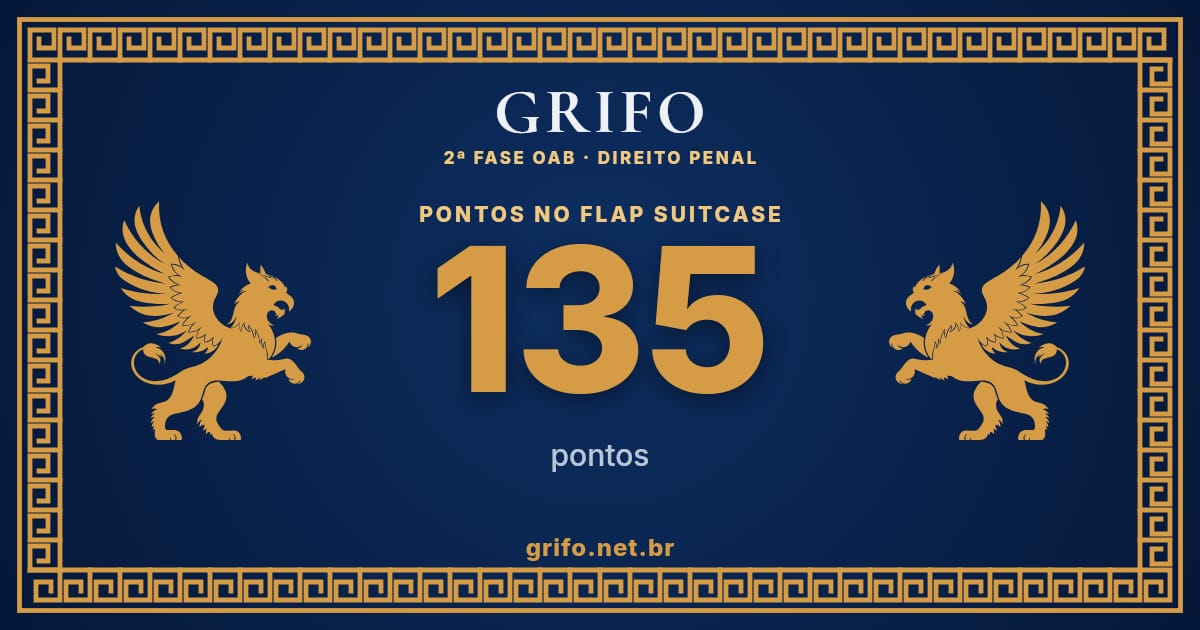 GRIFO
2ª FASE OAB · DIREITO PENAL
PONTOS NO FLAP SUITCASE
135
pontos
grifo.net.br